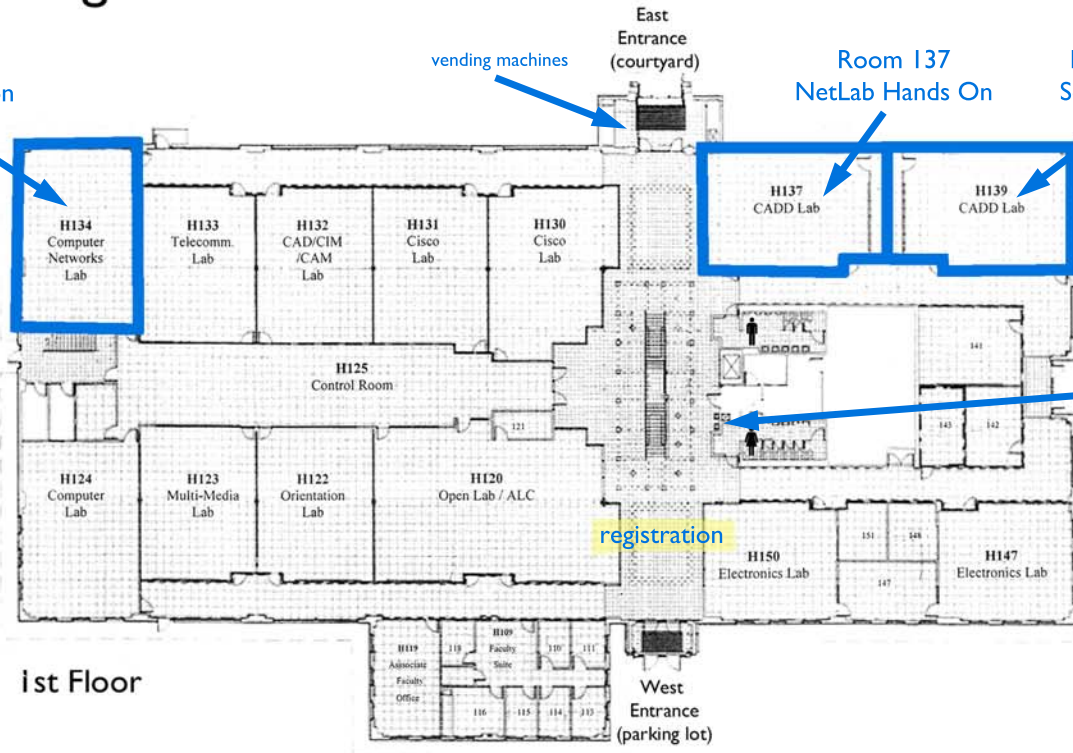 East
Entrance
(courtyard)
vending machines
Room 137
NetLab Hands On
on
S
H134
Computer
Networks
Lab
H133
Telecomm.
Lab
H132
CAD/CIM
/CAM
Lab
H131
Cisco
Lab
H130
Cisco
Lab
H137
CADD Lab
H139
CADD Lab
H125
Control Room
121
141
143
142
H124
Computer
Lab
H123
Multi-Media
Lab
H122
Orientation
Lab
H120
Open Lab / ALC
registration
H150
Electronics Lab
151
148
147
H147
Electronics Lab
H119
Associate
Faculty
Office
118
H109
Faculty
Suite
110
111
116
115
114
113
1st Floor
West
Entrance
(parking lot)